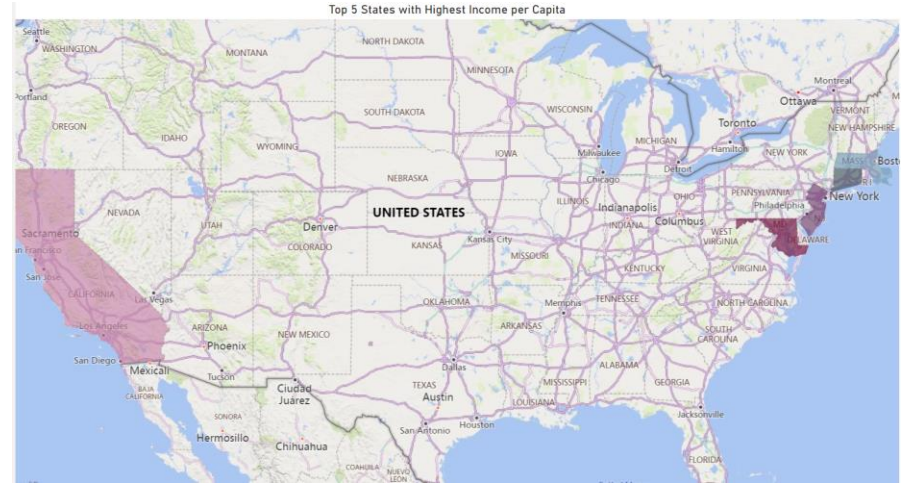 Top 5 States with Highest Income per Capita
Seattle
WASHINGTON
MONTANA
NORTH DAKOTA
MINNESOTA
Montreal
Portland
Ottawa
VERMONT
OREGON
IDAHO
WYOMING
SOUTH DAKOTA
WISCONSIN
MICHIGAN
Toronto
Hamilton
NEW HAMPSHIRE
IOWA
Milwaukee
Detroit
NEW YORK
MASS
Bost
NEBRASKA
Chicago
NEVADA
UTAH
Denver
UNITED STATES
ILLINOIS
Indianapolis
INDIANA
OHIO
Columbus
PENNSYLVANIA
Philadelphia
New York
Sacramento
San Francisco
COLORADO
KANSAS
Kansas City
MISSOURI
WEST
VIRGINIA
DELAWARE
San Jose
CALIFORNIA
Las Vegas
KENTUCKY
VIRGINIA
Los Angeles
ARIZONA
NEW MEXICO
OKLAHOMA
Memphis
TENNESSEE
NORTH CAROLINA
Phoenix
ARKANSAS
SOUTH
CAROLINA
San Diego
Mexicali
Tucson
Ciudad
Juárez
Dallas
TEXAS
MISSISSIPPI
ALABAMA
GEORGIA
BAJA
CALIFORNIA
Austin
LOUISIANA
SONORA
San Antonio
Houston
Jacksonville
Hermosillo
Chihuahua
COAHUILA
NUEVO
LEÓN
FLORIDA